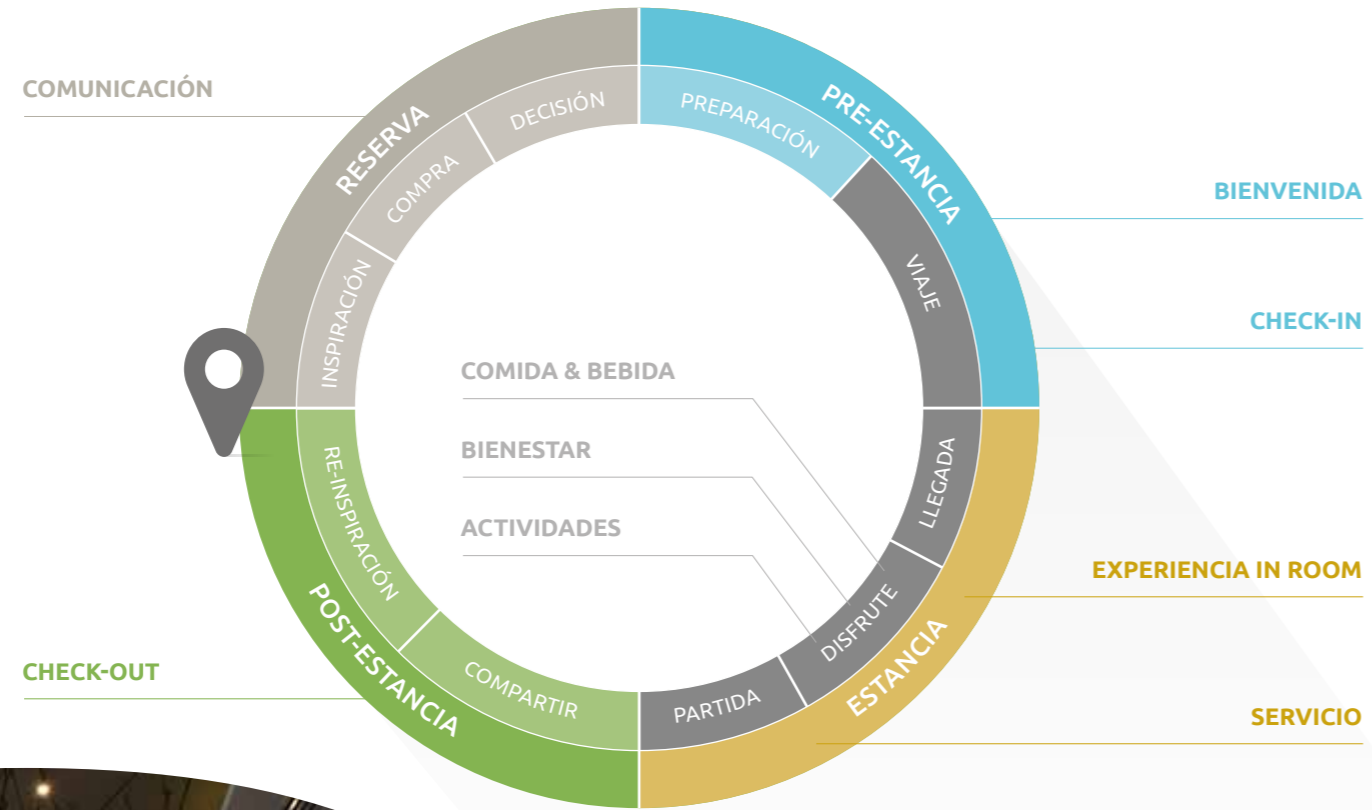 COMUNICACIÓN
RESERVA
INSPIRACIÓN
COMPRA
DECISIÓN
PRE-ESTANCIA
PREPARACIÓN
VIAJE
BIENVENIDA
CHECK-IN
COMIDA & BEBIDA
BIENESTAR
ACTIVIDADES
ESTANCIA
LLEGADA
DISFRUTE
PARTIDA
EXPERIENCIA IN ROOM
SERVICIO
POST-ESTANCIA
COMPARTIR
RE-INSPIRACIÓN
CHECK-OUT